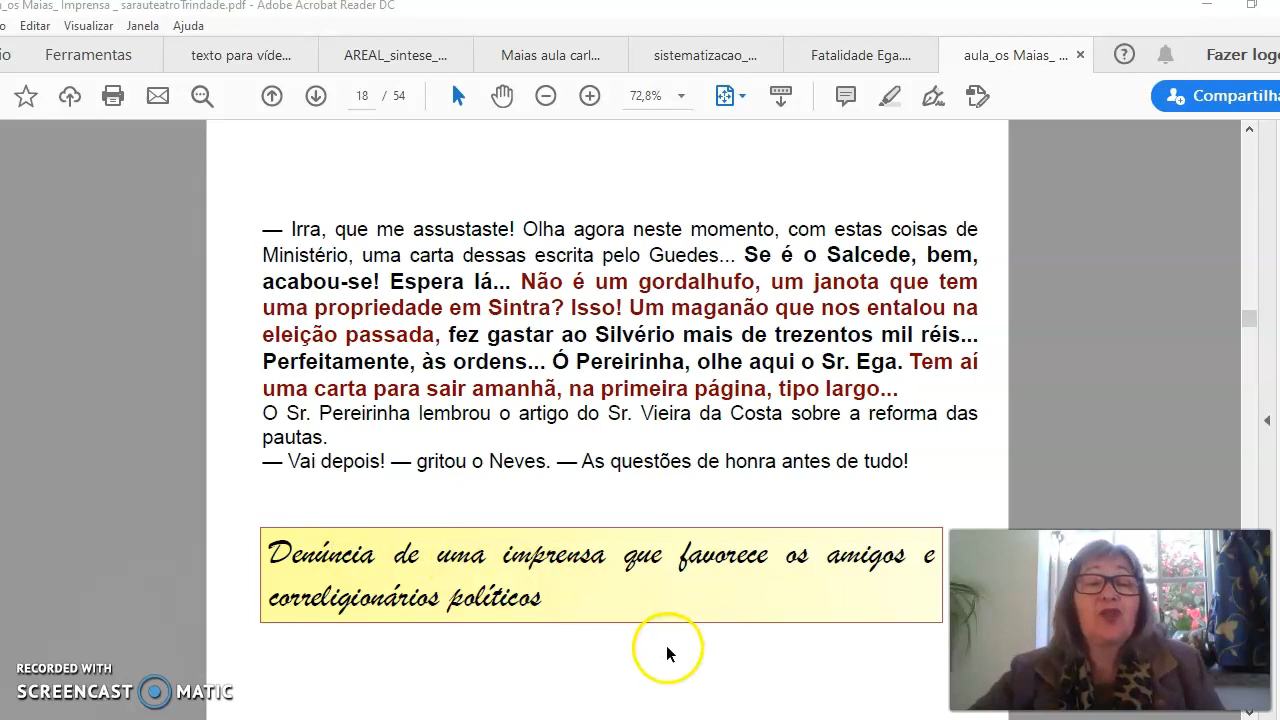 _os Maias_ Imprensa _ sarauteatroTrindade.pdf - Adobe Acrobat Reader DC
Editar Visualizar Janela Ajuda
Ferramentas texto para víde... AREAL_sintese_... Maias aula carl... sistematizacao_... Fatalidade Ega.... aula_os Maias_ ... × Fazer logo
18 / 54 72,8% Compartilha
— Irra, que me assustaste! Olha agora neste momento, com estas coisas de
Ministério, uma carta dessas escrita pelo Guedes... Se é o Salcede, bem,
acabou-se! Espera lá... Não é um gordalhufo, um janota que tem
uma propriedade em Sintra? Isso! Um maganão que nos entalou na
eleição passada, fez gastar ao Silvério mais de trezentos mil réis...
Perfeitamente, às ordens... Ó Pereirinha, olhe aqui o Sr. Ega. Tem aí
uma carta para sair amanhã, na primeira página, tipo largo...
O Sr. Pereirinha lembrou o artigo do Sr. Vieira da Costa sobre a reforma das
pautas.
— Vai depois! — gritou o Neves. — As questões de honra antes de tudo!
Denúncia de uma imprensa que favorece os amigos e
correligionários políticos
RECORDED WITH
SCREENCAST MATIC